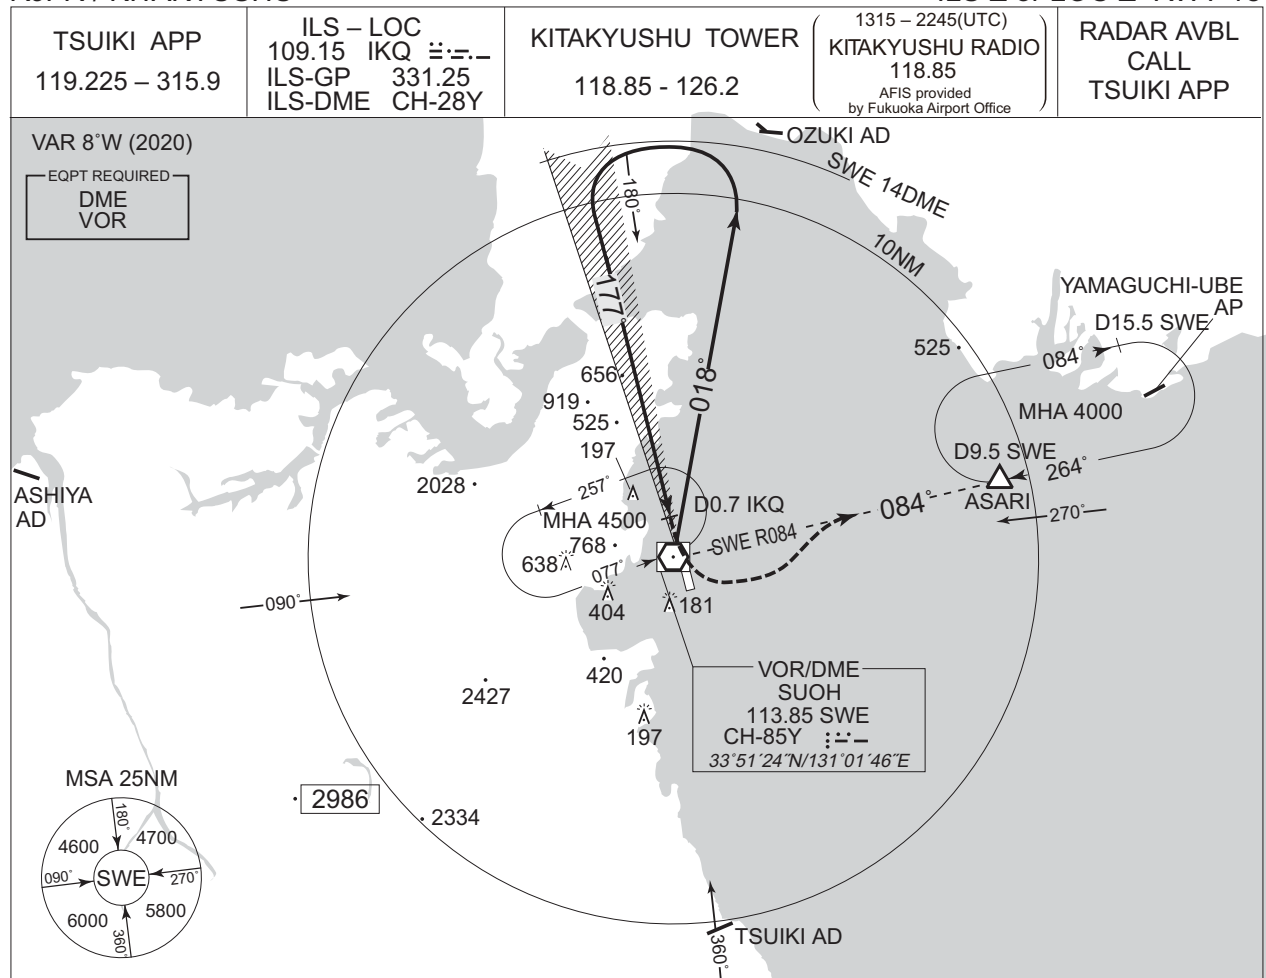 TSUIKI APP
119.225 – 315.9
ILS – LOC
109.15 IKQ
ILS-GP 331.25
ILS-DME CH-28Y
KITAKYUSHU TOWER
118.85 - 126.2
1315 – 2245(UTC)
KITAKYUSHU RADIO
118.85
AFIS provided
by Fukuoka Airport Office
RADAR AVBL
CALL
TSUIKI APP
VAR 8°W (2020)
EQPT REQUIRED
DME
VOR
OZUKI AD
SWE 14DME
10NM
180°
177°
018°
YAMAGUCHI-UBE
AP
D15.5 SWE
084°
525
MHA 4000
D9.5 SWE
264°
ASARI
270°
656
919
525
197
2028
257°
MHA 4500
D0.7 IKQ
SWE R084
084°
768
638
077°
404
181
ASHIYA
AD
090°
420
2427
197
VOR/DME
SUOH
113.85 SWE
CH-85Y
33°51´24˝N/131°01´46˝E
2986
2334
MSA 25NM
180°
4600
4700
090°
SWE
270°
6000
5800
360°
TSUIKI AD
360°